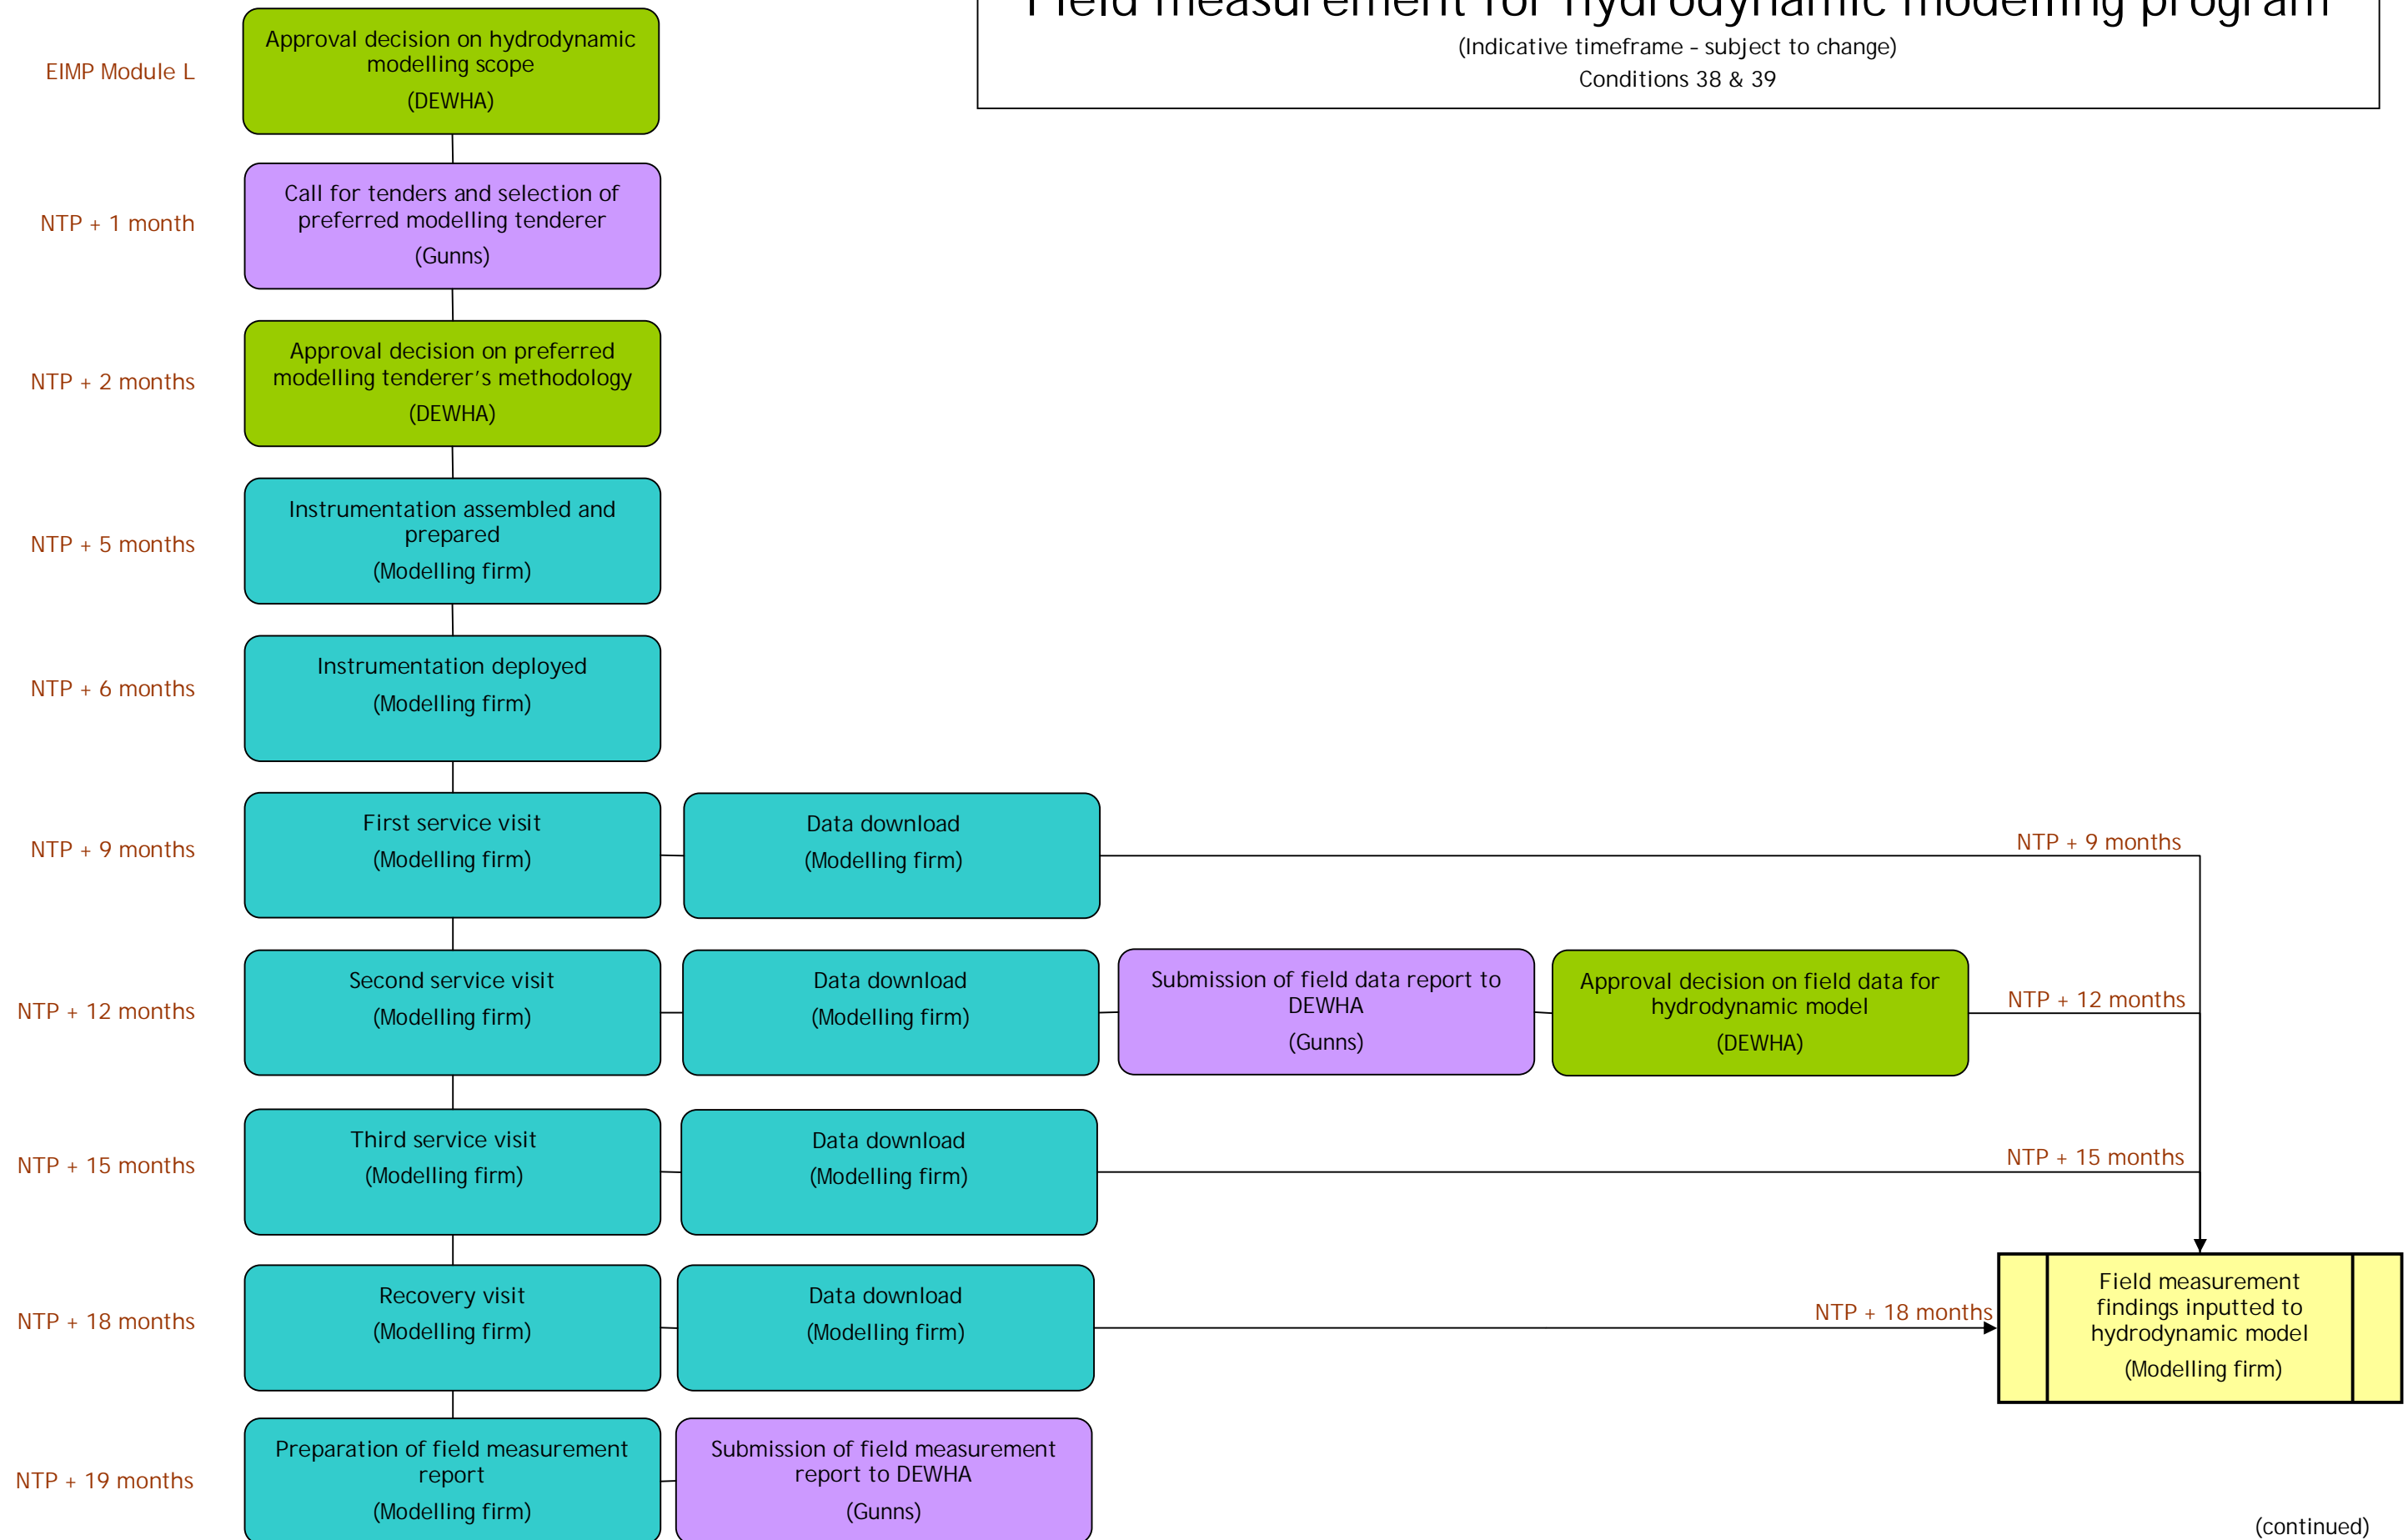 Field measurement for hydrodynamic modelling program
(Indicative timeframe – subject to change)
Conditions 38 & 39
EIMP Module L
Approval decision on hydrodynamic
modelling scope
(DEWHA)
NTP + 1 month
Call for tenders and selection of
preferred modelling tenderer
(Gunns)
NTP + 2 months
Approval decision on preferred
modelling tenderer’s methodology
(DEWHA)
NTP + 5 months
Instrumentation assembled and
prepared
(Modelling firm)
NTP + 6 months
Instrumentation deployed
(Modelling firm)
NTP + 9 months
First service visit
(Modelling firm)
Data download
(Modelling firm)
NTP + 9 months
NTP + 12 months
Second service visit
(Modelling firm)
Data download
(Modelling firm)
Submission of field data report to
DEWHA
(Gunns)
Approval decision on field data for
hydrodynamic model
(DEWHA)
NTP + 12 months
NTP + 15 months
Third service visit
(Modelling firm)
Data download
(Modelling firm)
NTP + 15 months
NTP + 18 months
Recovery visit
(Modelling firm)
Data download
(Modelling firm)
NTP + 18 months
Field measurement
findings inputted to
hydrodynamic model
(Modelling firm)
NTP + 19 months
Preparation of field measurement
report
(Modelling firm)
Submission of field measurement
report to DEWHA
(Gunns)
(continued)